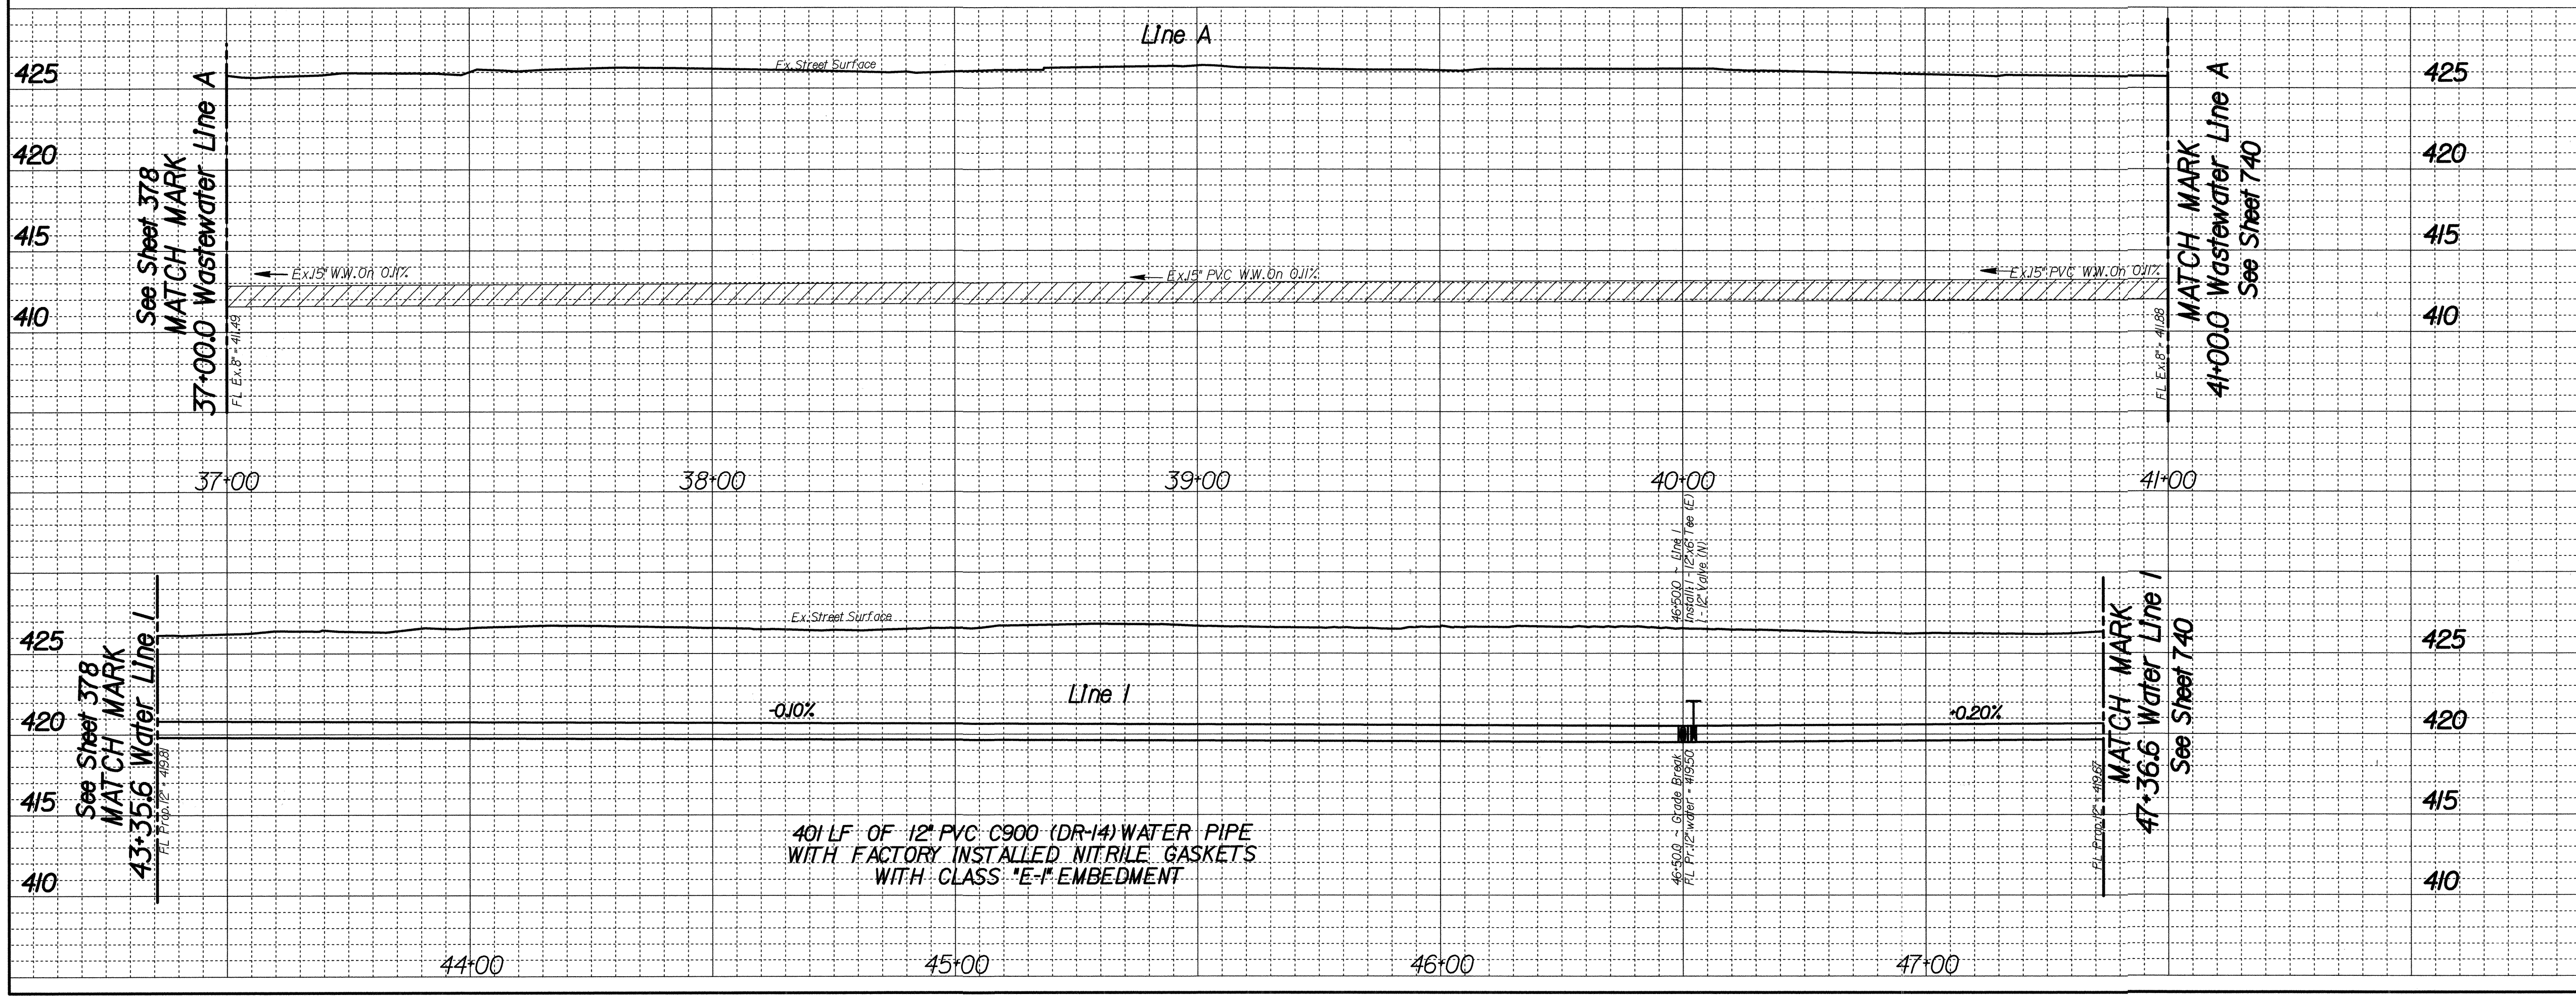 Line A
425
Ex. Street Surface
425
420
420
415
415
410
410
See Sheet 378
MATCH MARK
37+00.0 Wastewater Line A
FL Ex. 8" = 411.49
Ex. 15" W.W. On 0.11%
Ex. 15" PVC W.W. On 0.11%
Ex. 15" PVC W.W. On 0.11%
FL Ex. 8" = 411.88
MATCH MARK
41+00.0 Wastewater Line A
See Sheet 740
37+00
38+00
39+00
40+00
41+00
46+50.0 ~ Line 1
Install 1 - 12"x6" Tee (E)
1 - 12" Valve (N)
425
Ex. Street Surface
425
420
420
415
415
410
410
See Sheet 378
MATCH MARK
43+35.6 Water Line 1
FL Prop. 12" = 419.81
-0.10%
Line 1
+0.20%
46+50.0 ~ Grade Break
FL Pr. 12" water = 419.50
FL Prop. 12" = 419.67
MATCH MARK
47+36.6 Water Line 1
See Sheet 740
401 LF OF 12" PVC C900 (DR-14) WATER PIPE
WITH FACTORY INSTALLED NITRILE GASKETS
WITH CLASS "E-1" EMBEDMENT
44+00
45+00
46+00
47+00